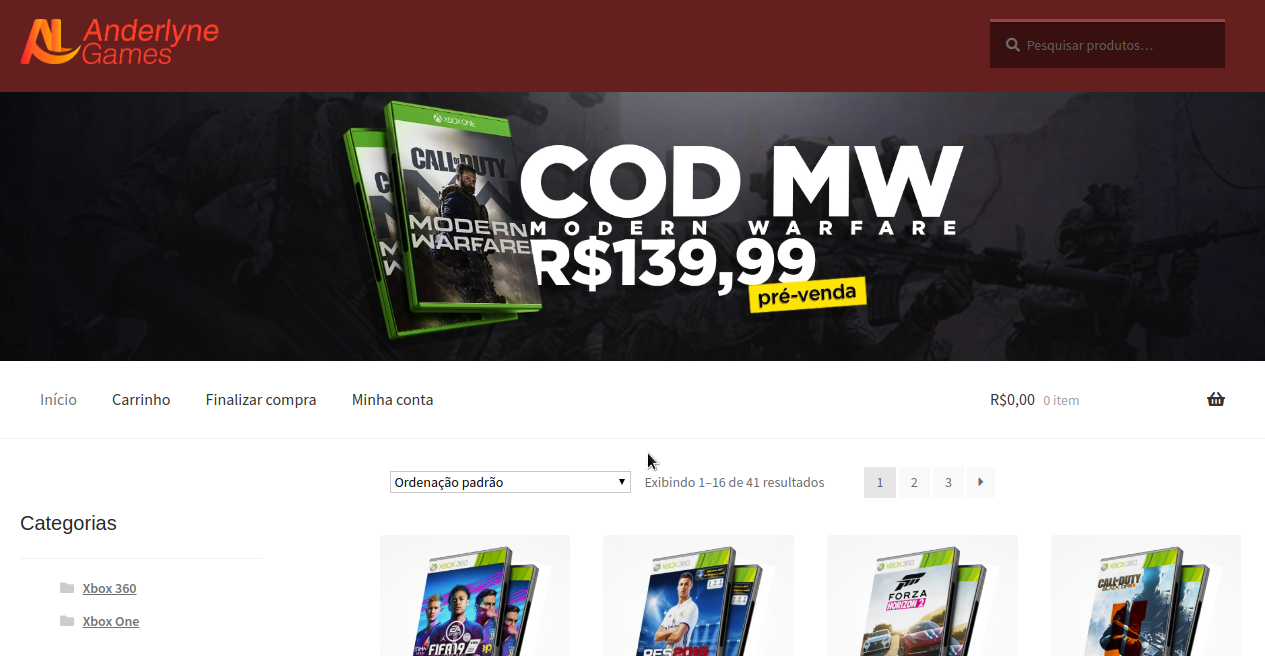 Anderlyne
Games
Pesquisar produtos…
XBOX ONE
CALL OF DUTY
MODERN
WARFARE
COD MW
MODERN WARFARE
R$139,99
pré-venda
Início
Carrinho
Finalizar compra
Minha conta
R$0,00 0 item
Ordenação padrão
Exibindo 1–16 de 41 resultados
1 2 3
Categorias
Xbox 360
Xbox One
XBOX 360
EA SPORTS
FIFA 19
XBOX 360
XBOX 360
FORZA
HORIZON 2
XBOX 360
CALL OF DUTY